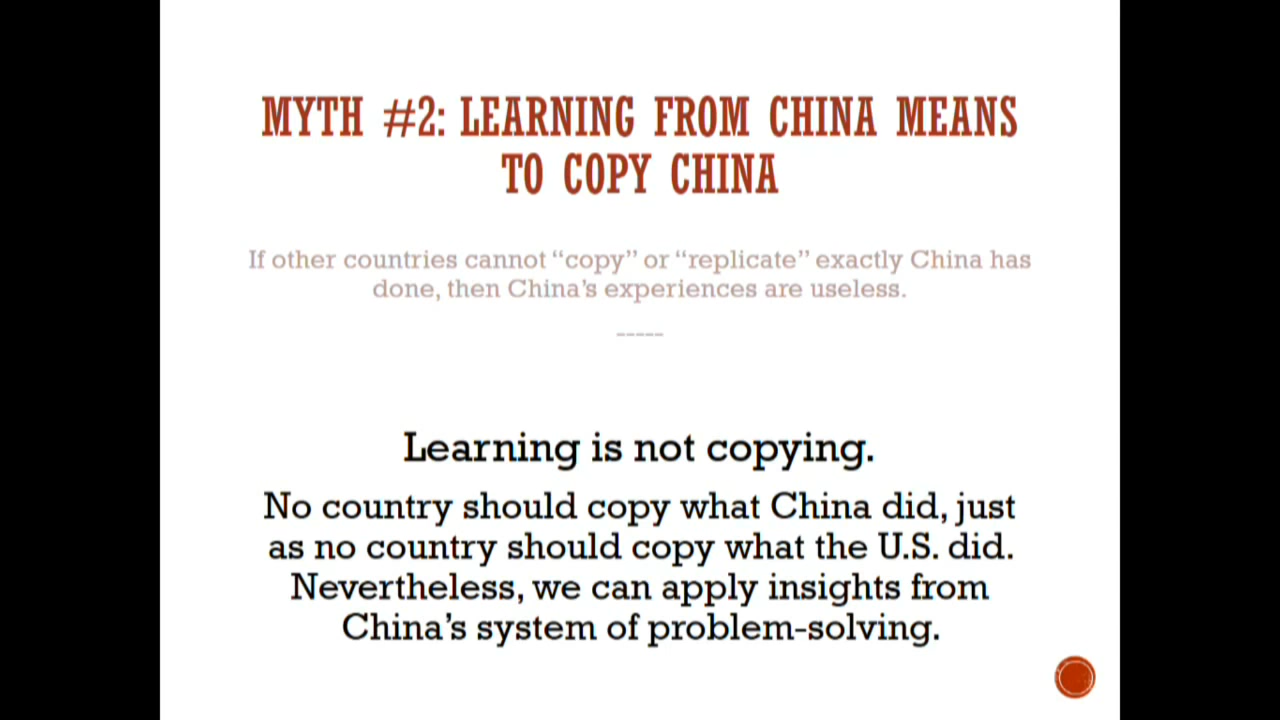 MYTH #2: LEARNING FROM CHINA MEANS
TO COPY CHINA
If other countries cannot “copy” or “replicate” exactly China has
done, then China’s experiences are useless.
-----
Learning is not copying.
No country should copy what China did, just
as no country should copy what the U.S. did.
Nevertheless, we can apply insights from
China’s system of problem-solving.